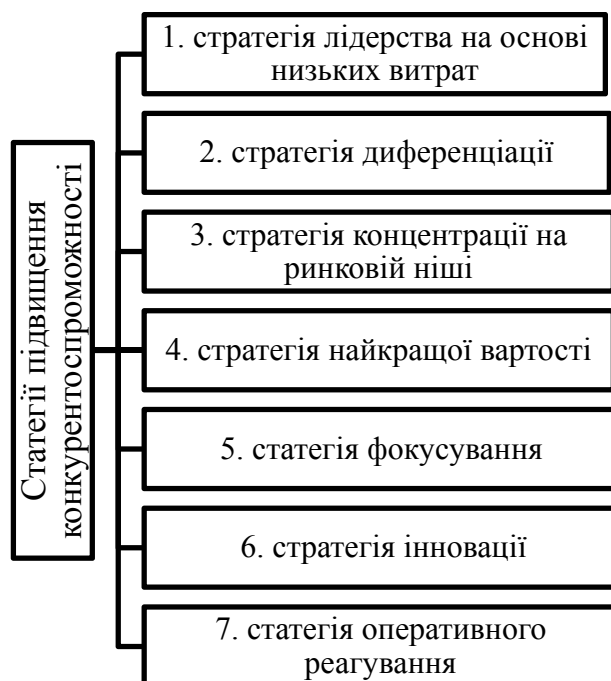 Статегії підвищення
конкурентоспроможності
1. стратегія лідерства на основі
низьких витрат
2. стратегія диференціації
3. стратегія концентрації на
ринковій ніші
4. стратегія найкращої вартості
5. статегія фокусування
6. стратегія інновації
7. статегія оперативного
реагування